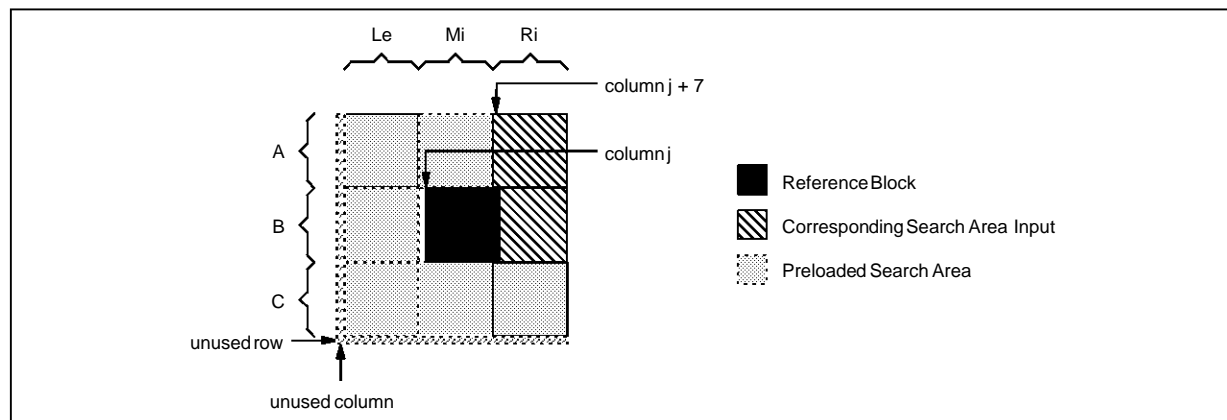 Le Mi Ri
column j + 7
A
column j
Reference Block
B
Corresponding Search Area Input
Preloaded Search Area
C
unused row
unused column